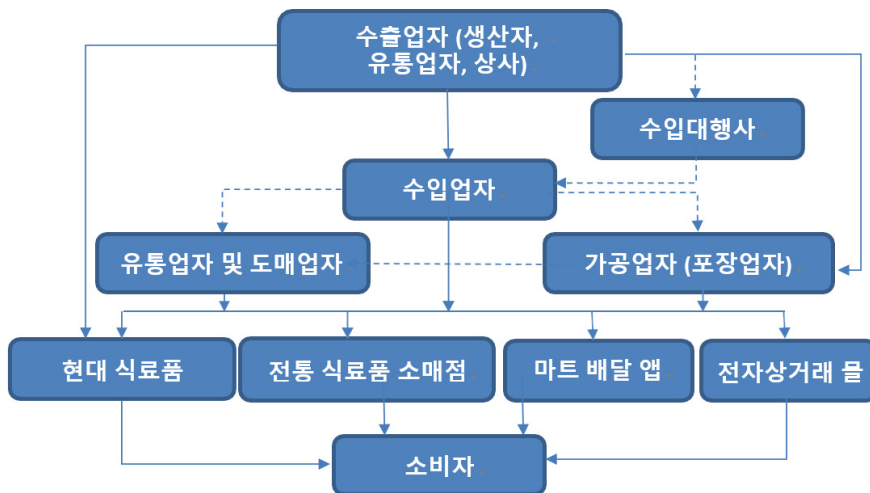 수출업자 (생산자,
유통업자, 상사)
수입대행사
수입업자
유통업자 및 도매업자
가공업자 (포장업자)
현대 식료품
전통 식료품 소매점
마트 배달 앱
전자상거래 몰
소비자